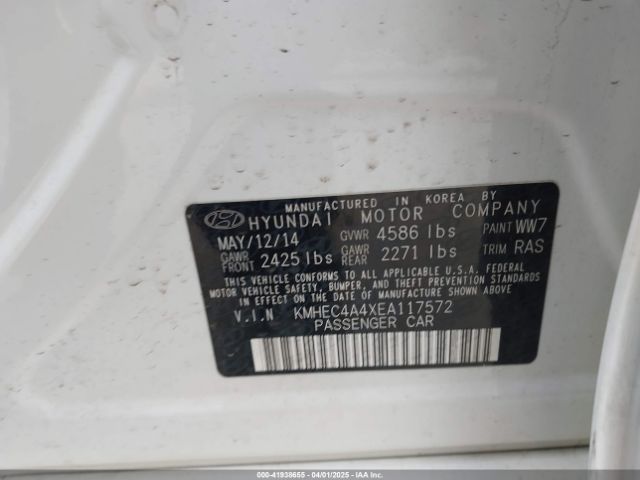 MANUFACTURED IN KOREA BY
HYUNDAI MOTOR COMPANY
MAY/12/14 GVWR 4586 lbs PAINT WW7
GAWR FRONT 2425 lbs GAWR REAR 2271 lbs TRIM RAS
THIS VEHICLE CONFORMS TO ALL APPLICABLE U.S.A. FEDERAL
MOTOR VEHICLE SAFETY, BUMPER, AND THEFT PREVENTION STANDARDS
IN EFFECT ON THE DATE OF MANUFACTURE SHOWN ABOVE
V.I.N KMHEC4A4XEA117572
PASSENGER CAR
000-41938655 - 04/01/2025 - IAAI.com